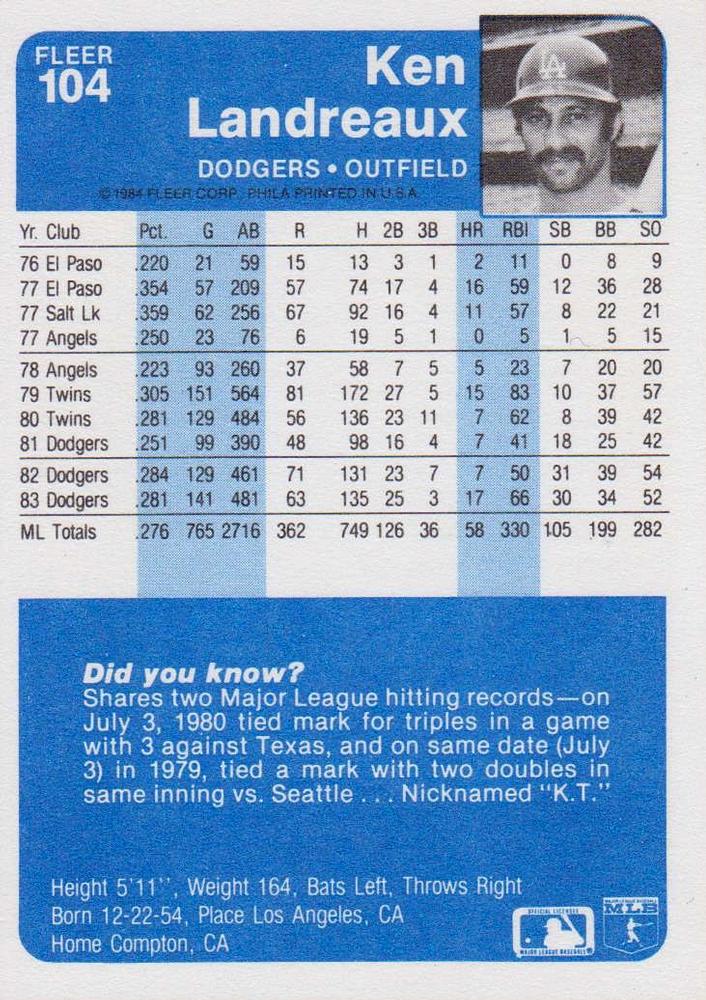 FLEER
104
Ken
Landreaux
DODGERS • OUTFIELD
© 1984 FLEER CORP. PHILA PRINTED IN U.S.A.
LA
Yr. Club Pct. G AB R H 2B 3B HR RBI SB BB SO
76 El Paso .220 21 59 15 13 3 1 2 11 0 8 9
77 El Paso .354 57 209 57 74 17 4 16 59 12 36 28
77 Salt Lk .359 62 256 67 92 16 4 11 57 8 22 21
77 Angels .250 23 76 6 19 5 1 0 5 1 5 15
78 Angels .223 93 260 37 58 7 5 5 23 7 20 20
79 Twins .305 151 564 81 172 27 5 15 83 10 37 57
80 Twins .281 129 484 56 136 23 11 7 62 8 39 42
81 Dodgers .251 99 390 48 98 16 4 7 41 18 25 42
82 Dodgers .284 129 461 71 131 23 7 7 50 31 39 54
83 Dodgers .281 141 481 63 135 25 3 17 66 30 34 52
ML Totals .276 765 2716 362 749 126 36 58 330 105 199 282
Did you know?
Shares two Major League hitting records—on
July 3, 1980 tied mark for triples in a game
with 3 against Texas, and on same date (July
3) in 1979, tied a mark with two doubles in
same inning vs. Seattle . . . Nicknamed "K.T."
Height 5'11'', Weight 164, Bats Left, Throws Right
Born 12-22-54, Place Los Angeles, CA
Home Compton, CA
OFFICIAL LICENSEE
MAJOR LEAGUE BASEBALL
MAJOR LEAGUE BASEBALL
MLB